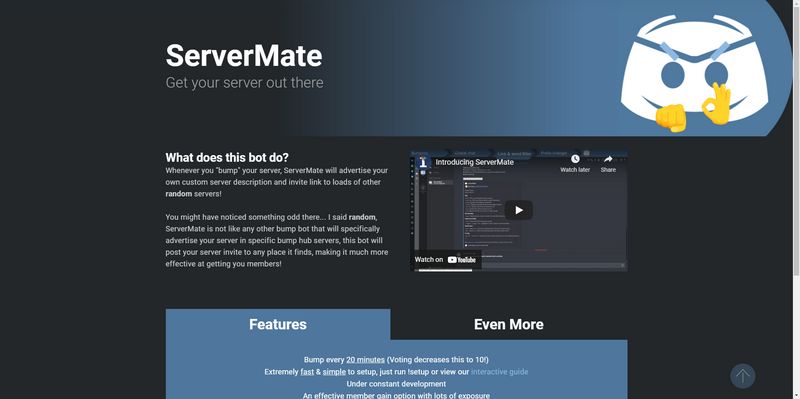 ServerMate
Get your server out there
What does this bot do?
Whenever you "bump" your server, ServerMate will advertise your
own custom server description and invite link to loads of other
random servers!
You might have noticed something odd there... I said random,
ServerMate is not like any other bump bot that will specifically
advertise your server in specific bump hub servers, this bot will
post your server invite to any place it finds, making it much more
effective at getting you members!
Introducing ServerMate
Watch later
Share
Watch on YouTube
Features
Even More
Bump every 20 minutes (Voting decreases this to 10!)
Extremely fast & simple to setup, just run !setup or view our interactive guide
Under constant development
An effective member gain option with lots of exposure